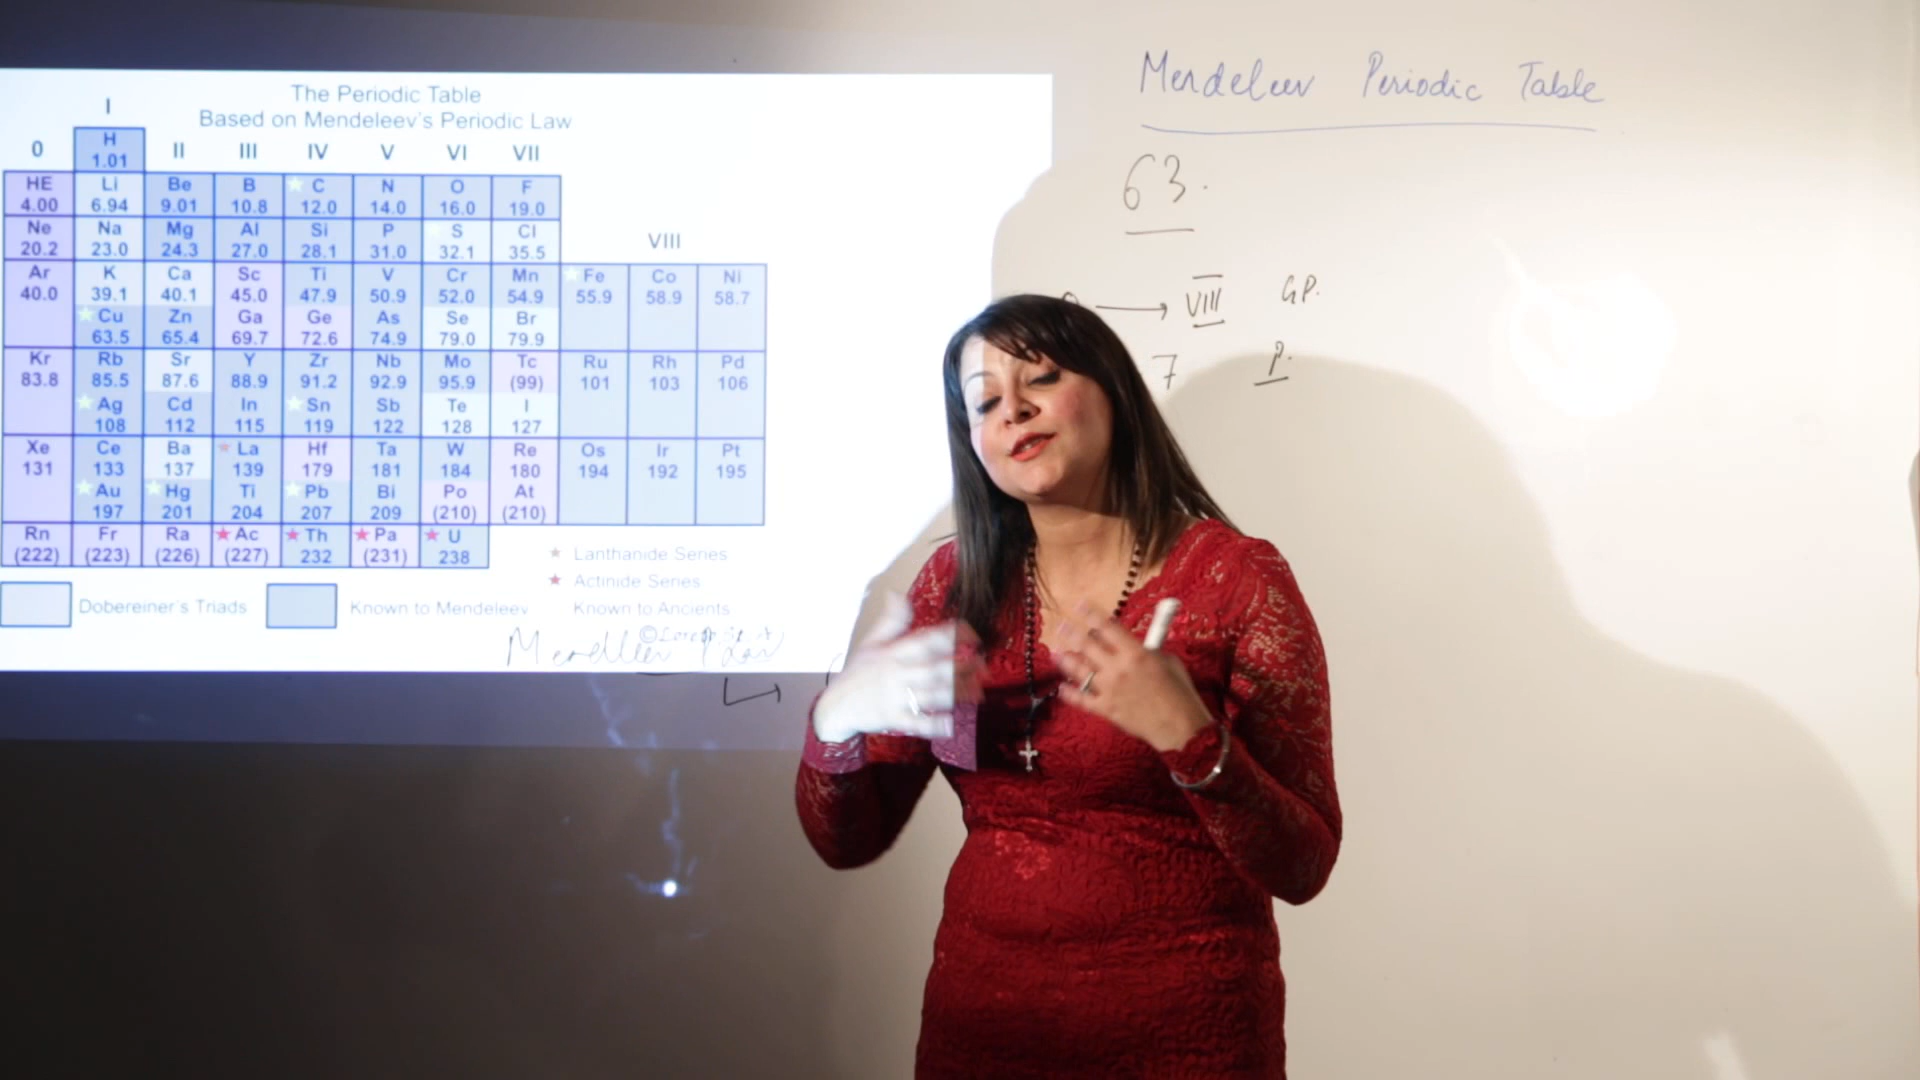 The Periodic Table
Based on Mendeleev's Periodic Law
I
0 II III IV V VI VII
H
1.01
HE Li Be B C N O F
4.00 6.94 9.01 10.8 12.0 14.0 16.0 19.0
Ne Na Mg Al Si P S Cl
20.2 23.0 24.3 27.0 28.1 31.0 32.1 35.5
VIII
Ar K Ca Sc Ti V Cr Mn Fe Co Ni
40.0 39.1 40.1 45.0 47.9 50.9 52.0 54.9 55.9 58.9 58.7
Cu Zn Ga Ge As Se Br
63.5 65.4 69.7 72.6 74.9 79.0 79.9
Kr Rb Sr Y Zr Nb Mo Tc Ru Rh Pd
83.8 85.5 87.6 88.9 91.2 92.9 95.9 (99) 101 103 106
Ag Cd In Sn Sb Te I
108 112 115 119 122 128 127
Xe Ce Ba La Hf Ta W Re Os Ir Pt
131 133 137 139 179 181 184 180 194 192 195
Au Hg Ti Pb Bi Po At
197 201 204 207 209 (210) (210)
Rn Fr Ra Ac Th Pa U
(222) (223) (226) (227) 232 (231) 238
Lanthanide Series
Actinide Series
Dobereiner's Triads Known to Mendeleev Known to Ancients
Mendeleev Periodic Table
63.
VIII GP.
7 P.